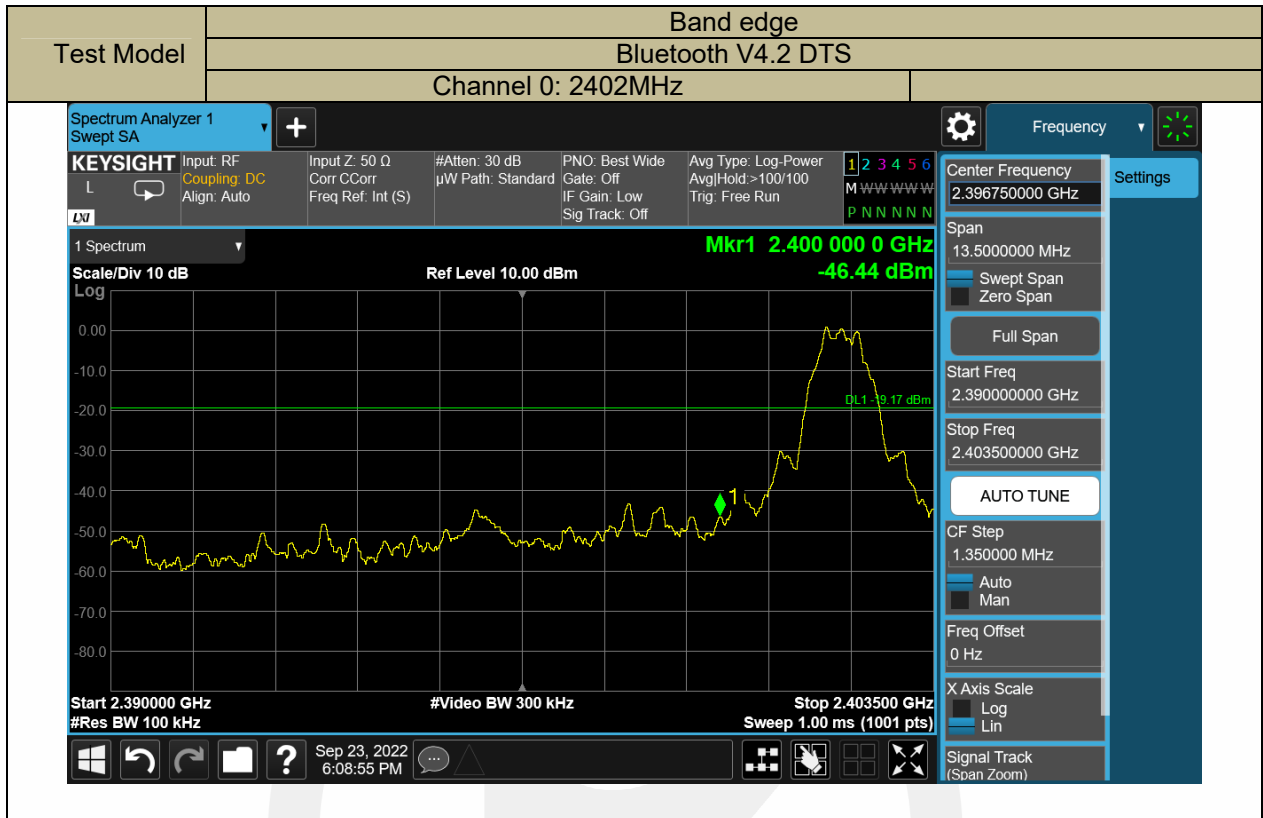 Test Model
Band edge
Bluetooth V4.2 DTS
Channel 0: 2402MHz
Spectrum Analyzer 1
Swept SA
Frequency
KEYSIGHT
L
LXI
Input: RF
Coupling: DC
Align: Auto
Input Z: 50 Ω
Corr CCorr
Freq Ref: Int (S)
#Atten: 30 dB
µW Path: Standard
PNO: Best Wide
Gate: Off
IF Gain: Low
Sig Track: Off
Avg Type: Log-Power
Avg|Hold:>100/100
Trig: Free Run
1 2 3 4 5 6
M W W W W W
P N N N N N
Center Frequency
2.396750000 GHz
Settings
1 Spectrum
Mkr1 2.400 000 0 GHz
Scale/Div 10 dB
Ref Level 10.00 dBm
-46.44 dBm
Log
0.00
-10.0
-20.0
-30.0
-40.0
-50.0
-60.0
-70.0
-80.0
DL1 -19.17 dBm
1
Start 2.390000 GHz
#Video BW 300 kHz
Stop 2.403500 GHz
#Res BW 100 kHz
Sweep 1.00 ms (1001 pts)
Span
13.5000000 MHz
Swept Span
Zero Span
Full Span
Start Freq
2.390000000 GHz
Stop Freq
2.403500000 GHz
AUTO TUNE
CF Step
1.350000 MHz
Auto
Man
Freq Offset
0 Hz
X Axis Scale
Log
Lin
Signal Track
(Span Zoom)
?
Sep 23, 2022
6:08:55 PM